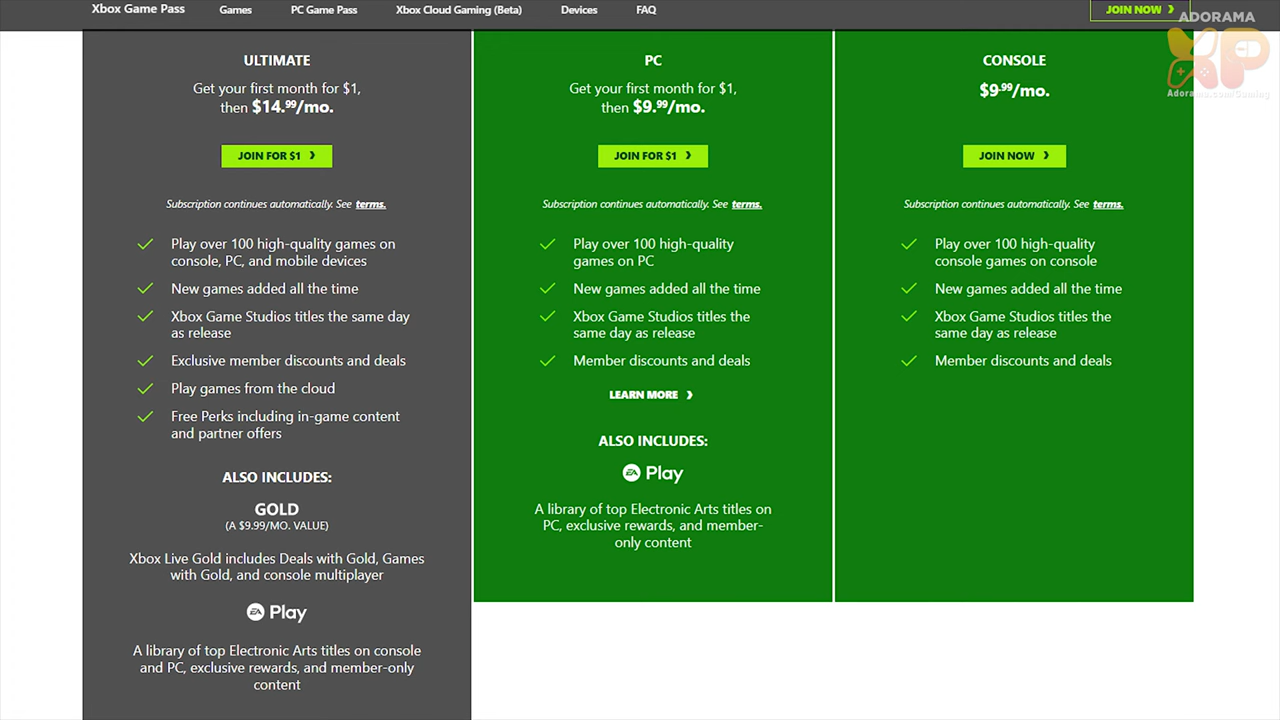 Xbox Game Pass Games PC Game Pass Xbox Cloud Gaming (Beta) Devices FAQ JOIN NOW
ADORAMA
XP
Adorama.com/Gaming
ULTIMATE
Get your first month for $1,
then $14.99/mo.
JOIN FOR $1
Subscription continues automatically. See terms.
Play over 100 high-quality games on
console, PC, and mobile devices
New games added all the time
Xbox Game Studios titles the same day
as release
Exclusive member discounts and deals
Play games from the cloud
Free Perks including in-game content
and partner offers
ALSO INCLUDES:
GOLD
(A $9.99/MO. VALUE)
Xbox Live Gold includes Deals with Gold, Games
with Gold, and console multiplayer
EA Play
A library of top Electronic Arts titles on console
and PC, exclusive rewards, and member-only
content
PC
Get your first month for $1,
then $9.99/mo.
JOIN FOR $1
Subscription continues automatically. See terms.
Play over 100 high-quality
games on PC
New games added all the time
Xbox Game Studios titles the
same day as release
Member discounts and deals
LEARN MORE
ALSO INCLUDES:
EA Play
A library of top Electronic Arts titles on
PC, exclusive rewards, and member-
only content
CONSOLE
$9.99/mo.
JOIN NOW
Subscription continues automatically. See terms.
Play over 100 high-quality
console games on console
New games added all the time
Xbox Game Studios titles the
same day as release
Member discounts and deals